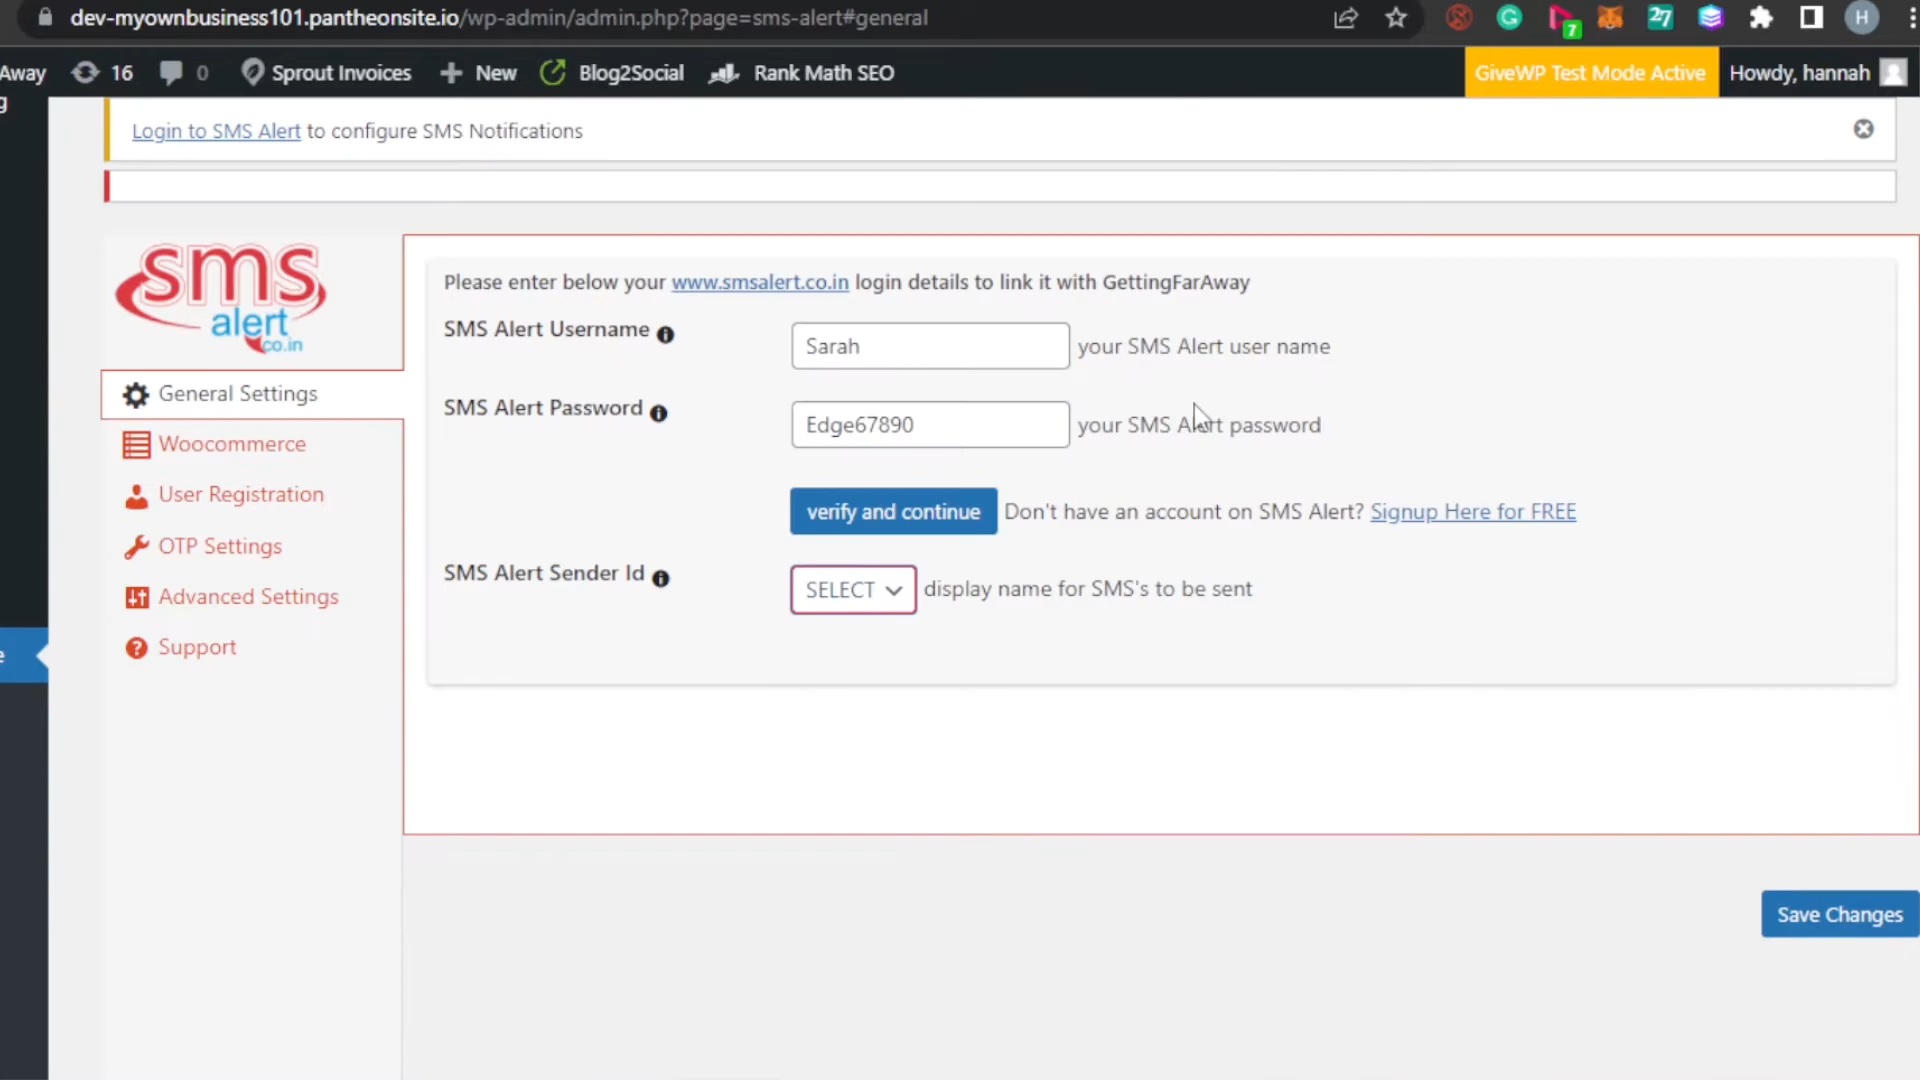 dev-myownbusiness101.pantheonsite.io/wp-admin/admin.php?page=sms-alert#general
7
27
H
Away
16
0
Sprout Invoices
New
Blog2Social
Rank Math SEO
GiveWP Test Mode Active
Howdy, hannah
g
Login to SMS Alert to configure SMS Notifications
sms
alert
co.in
General Settings
Woocommerce
User Registration
OTP Settings
Advanced Settings
Support
e
Please enter below your www.smsalert.co.in login details to link it with GettingFarAway
SMS Alert Username
Sarah
your SMS Alert user name
SMS Alert Password
Edge67890
your SMS Alert password
verify and continue
Don't have an account on SMS Alert? Signup Here for FREE
SMS Alert Sender Id
SELECT
display name for SMS's to be sent
Save Changes